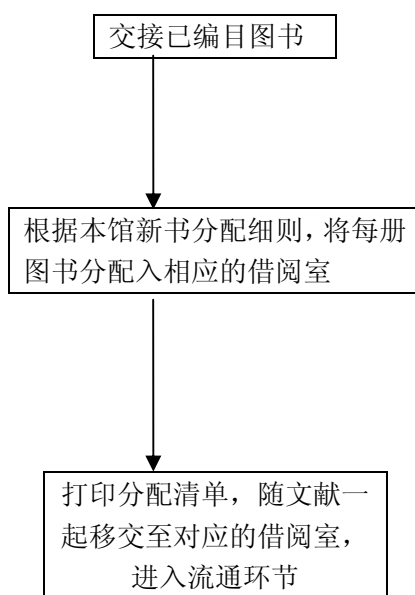 交接已编目图书
根据本馆新书分配细则，将每册
图书分配入相应的借阅室
打印分配清单，随文献一
起移交至对应的借阅室，
进入流通环节